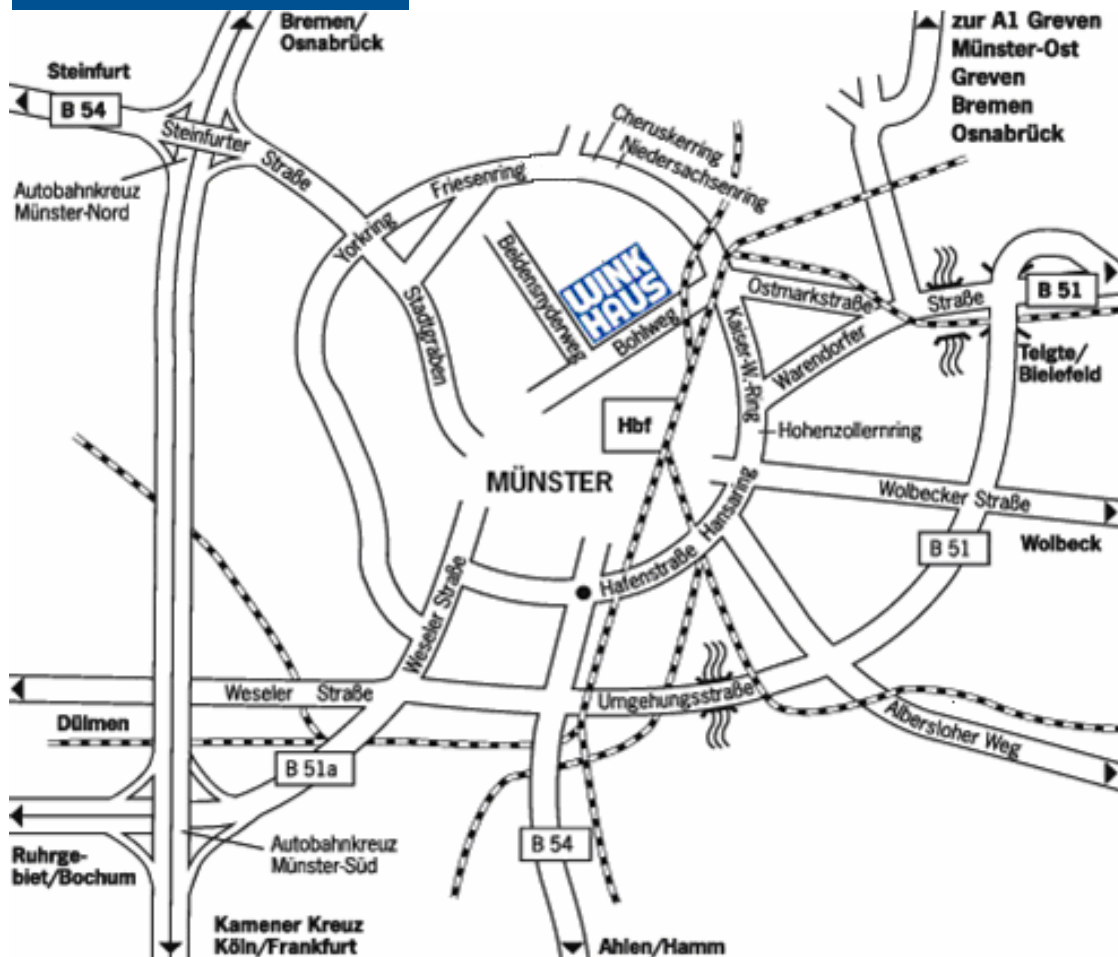 Bremen/
Osnabrück
zur A1 Greven
Münster-Ost
Greven
Bremen
Osnabrück
Steinfurt
B 54
Steinfurter Straße
Autobahnkreuz
Münster-Nord
Cheruskerring
Niedersachsenring
Friesenring
Yorkring
Stadtgraben
Beldensnyderweg
WINK
HAUS
Bohlweg
Ostmarkstraße
Straße
B 51
Kaiser-W.-Ring
Warendorfer
Telgte/
Bielefeld
Hbf
Hohenzollernring
MÜNSTER
Wolbecker Straße
Hansaring
Wolbeck
B 51
Hafenstraße
Weseler Straße
Weseler Straße
Umgehungsstraße
Dülmen
Albersloher Weg
B 51a
Autobahnkreuz
Münster-Süd
B 54
Ruhrge-
biet/Bochum
Kamener Kreuz
Köln/Frankfurt
Ahlen/Hamm